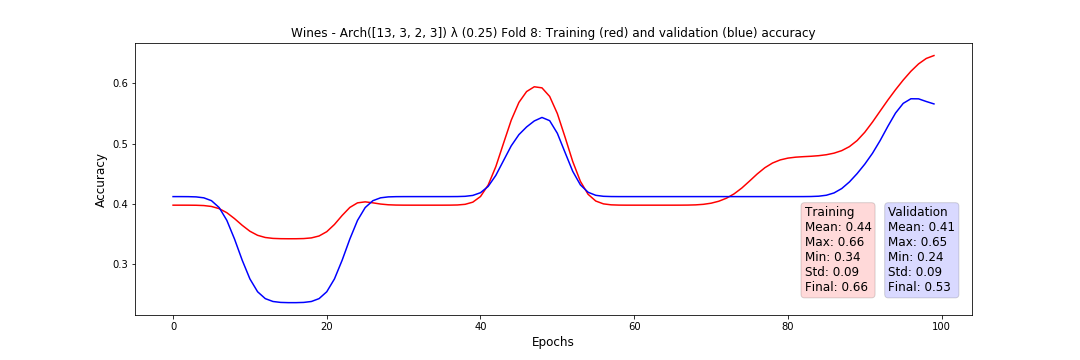 Wines - Arch([13, 3, 2, 3]) λ (0.25) Fold 8: Training (red) and validation (blue) accuracy
Accuracy
0.6
0.5
0.4
0.3
Training
Mean: 0.44
Max: 0.66
Min: 0.34
Std: 0.09
Final: 0.66
Validation
Mean: 0.41
Max: 0.65
Min: 0.24
Std: 0.09
Final: 0.53
0 20 40 60 80 100
Epochs